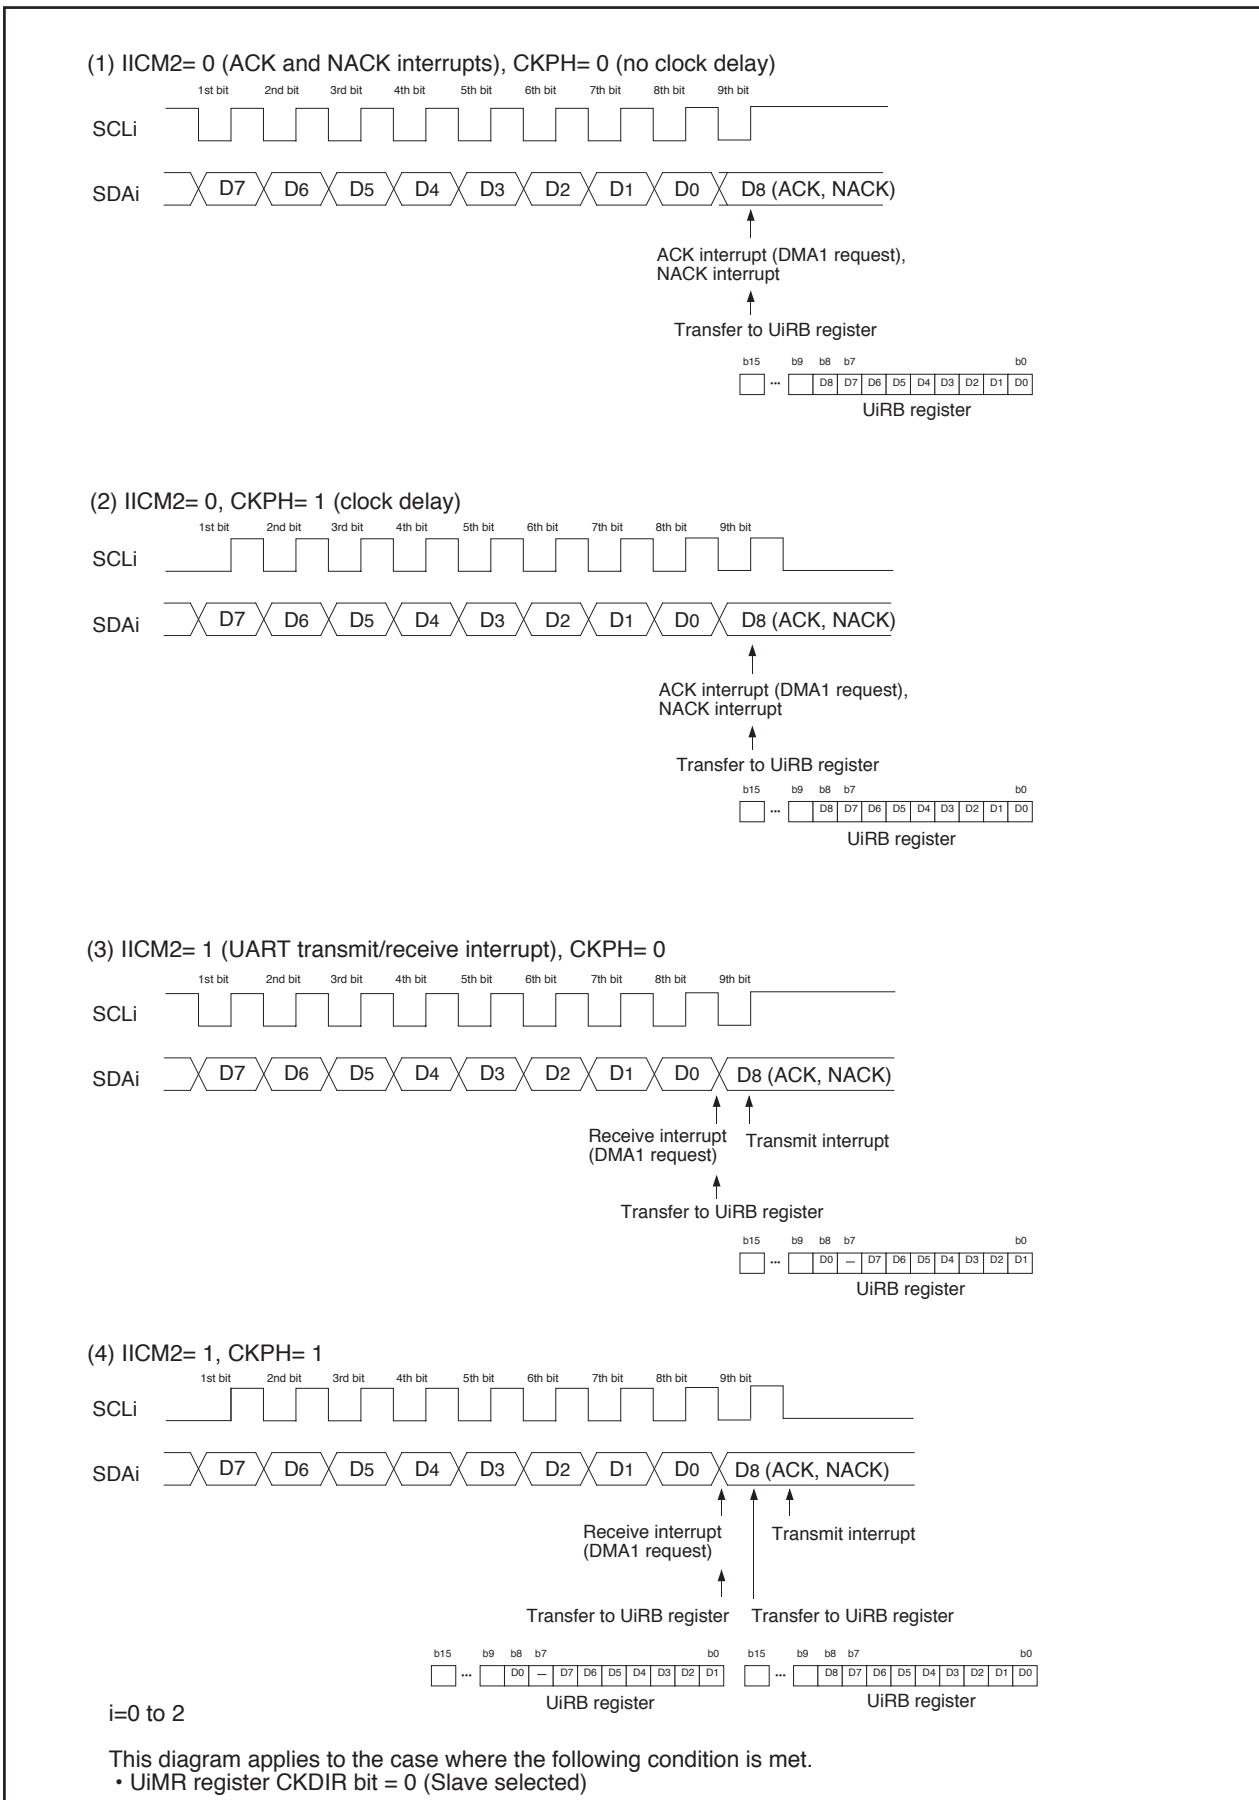 (1) IICM2= 0 (ACK and NACK interrupts), CKPH= 0 (no clock delay)
1st bit 2nd bit 3rd bit 4th bit 5th bit 6th bit 7th bit 8th bit 9th bit
SCLi
SDAi D7 D6 D5 D4 D3 D2 D1 D0 D8 (ACK, NACK)
ACK interrupt (DMA1 request),
NACK interrupt
Transfer to UiRB register
b15 b9 b8 b7 b0
... D8 D7 D6 D5 D4 D3 D2 D1 D0
UiRB register
(2) IICM2= 0, CKPH= 1 (clock delay)
1st bit 2nd bit 3rd bit 4th bit 5th bit 6th bit 7th bit 8th bit 9th bit
SCLi
SDAi D7 D6 D5 D4 D3 D2 D1 D0 D8 (ACK, NACK)
ACK interrupt (DMA1 request),
NACK interrupt
Transfer to UiRB register
b15 b9 b8 b7 b0
... D8 D7 D6 D5 D4 D3 D2 D1 D0
UiRB register
(3) IICM2= 1 (UART transmit/receive interrupt), CKPH= 0
1st bit 2nd bit 3rd bit 4th bit 5th bit 6th bit 7th bit 8th bit 9th bit
SCLi
SDAi D7 D6 D5 D4 D3 D2 D1 D0 D8 (ACK, NACK)
Receive interrupt Transmit interrupt
(DMA1 request)
Transfer to UiRB register
b15 b9 b8 b7 b0
... D0 — D7 D6 D5 D4 D3 D2 D1
UiRB register
(4) IICM2= 1, CKPH= 1
1st bit 2nd bit 3rd bit 4th bit 5th bit 6th bit 7th bit 8th bit 9th bit
SCLi
SDAi D7 D6 D5 D4 D3 D2 D1 D0 D8 (ACK, NACK)
Receive interrupt Transmit interrupt
(DMA1 request)
Transfer to UiRB register Transfer to UiRB register
b15 b9 b8 b7 b0 b15 b9 b8 b7 b0
... D0 — D7 D6 D5 D4 D3 D2 D1 ... D8 D7 D6 D5 D4 D3 D2 D1 D0
UiRB register UiRB register
i=0 to 2
This diagram applies to the case where the following condition is met.
• UiMR register CKDIR bit = 0 (Slave selected)